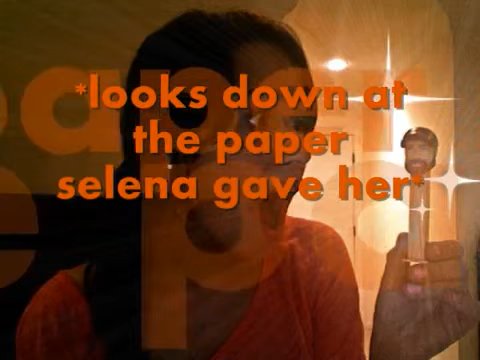 *looks down at
the paper
selena gave her*